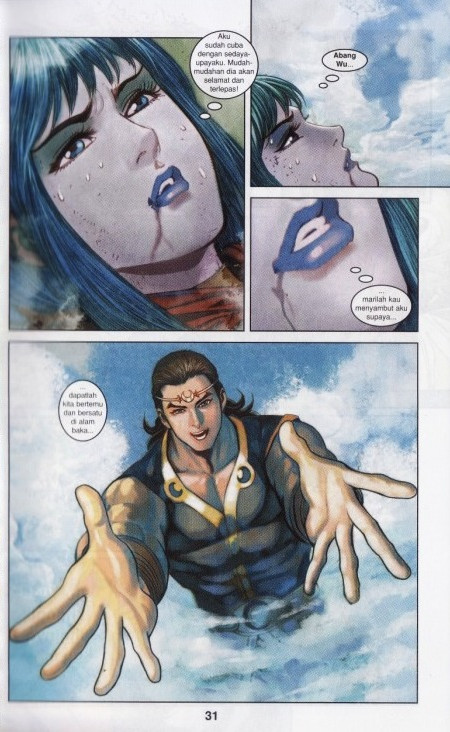 Aku
sudah cuba
dengan sedaya-
upayaku. Mudah-
mudahan dia akan
selamat dan
terlepas!
Abang
Wu...
...
marilah kau
menyambut aku
supaya...
...
dapatlah
kita bertemu
dan bersatu
di alam
baka...
31